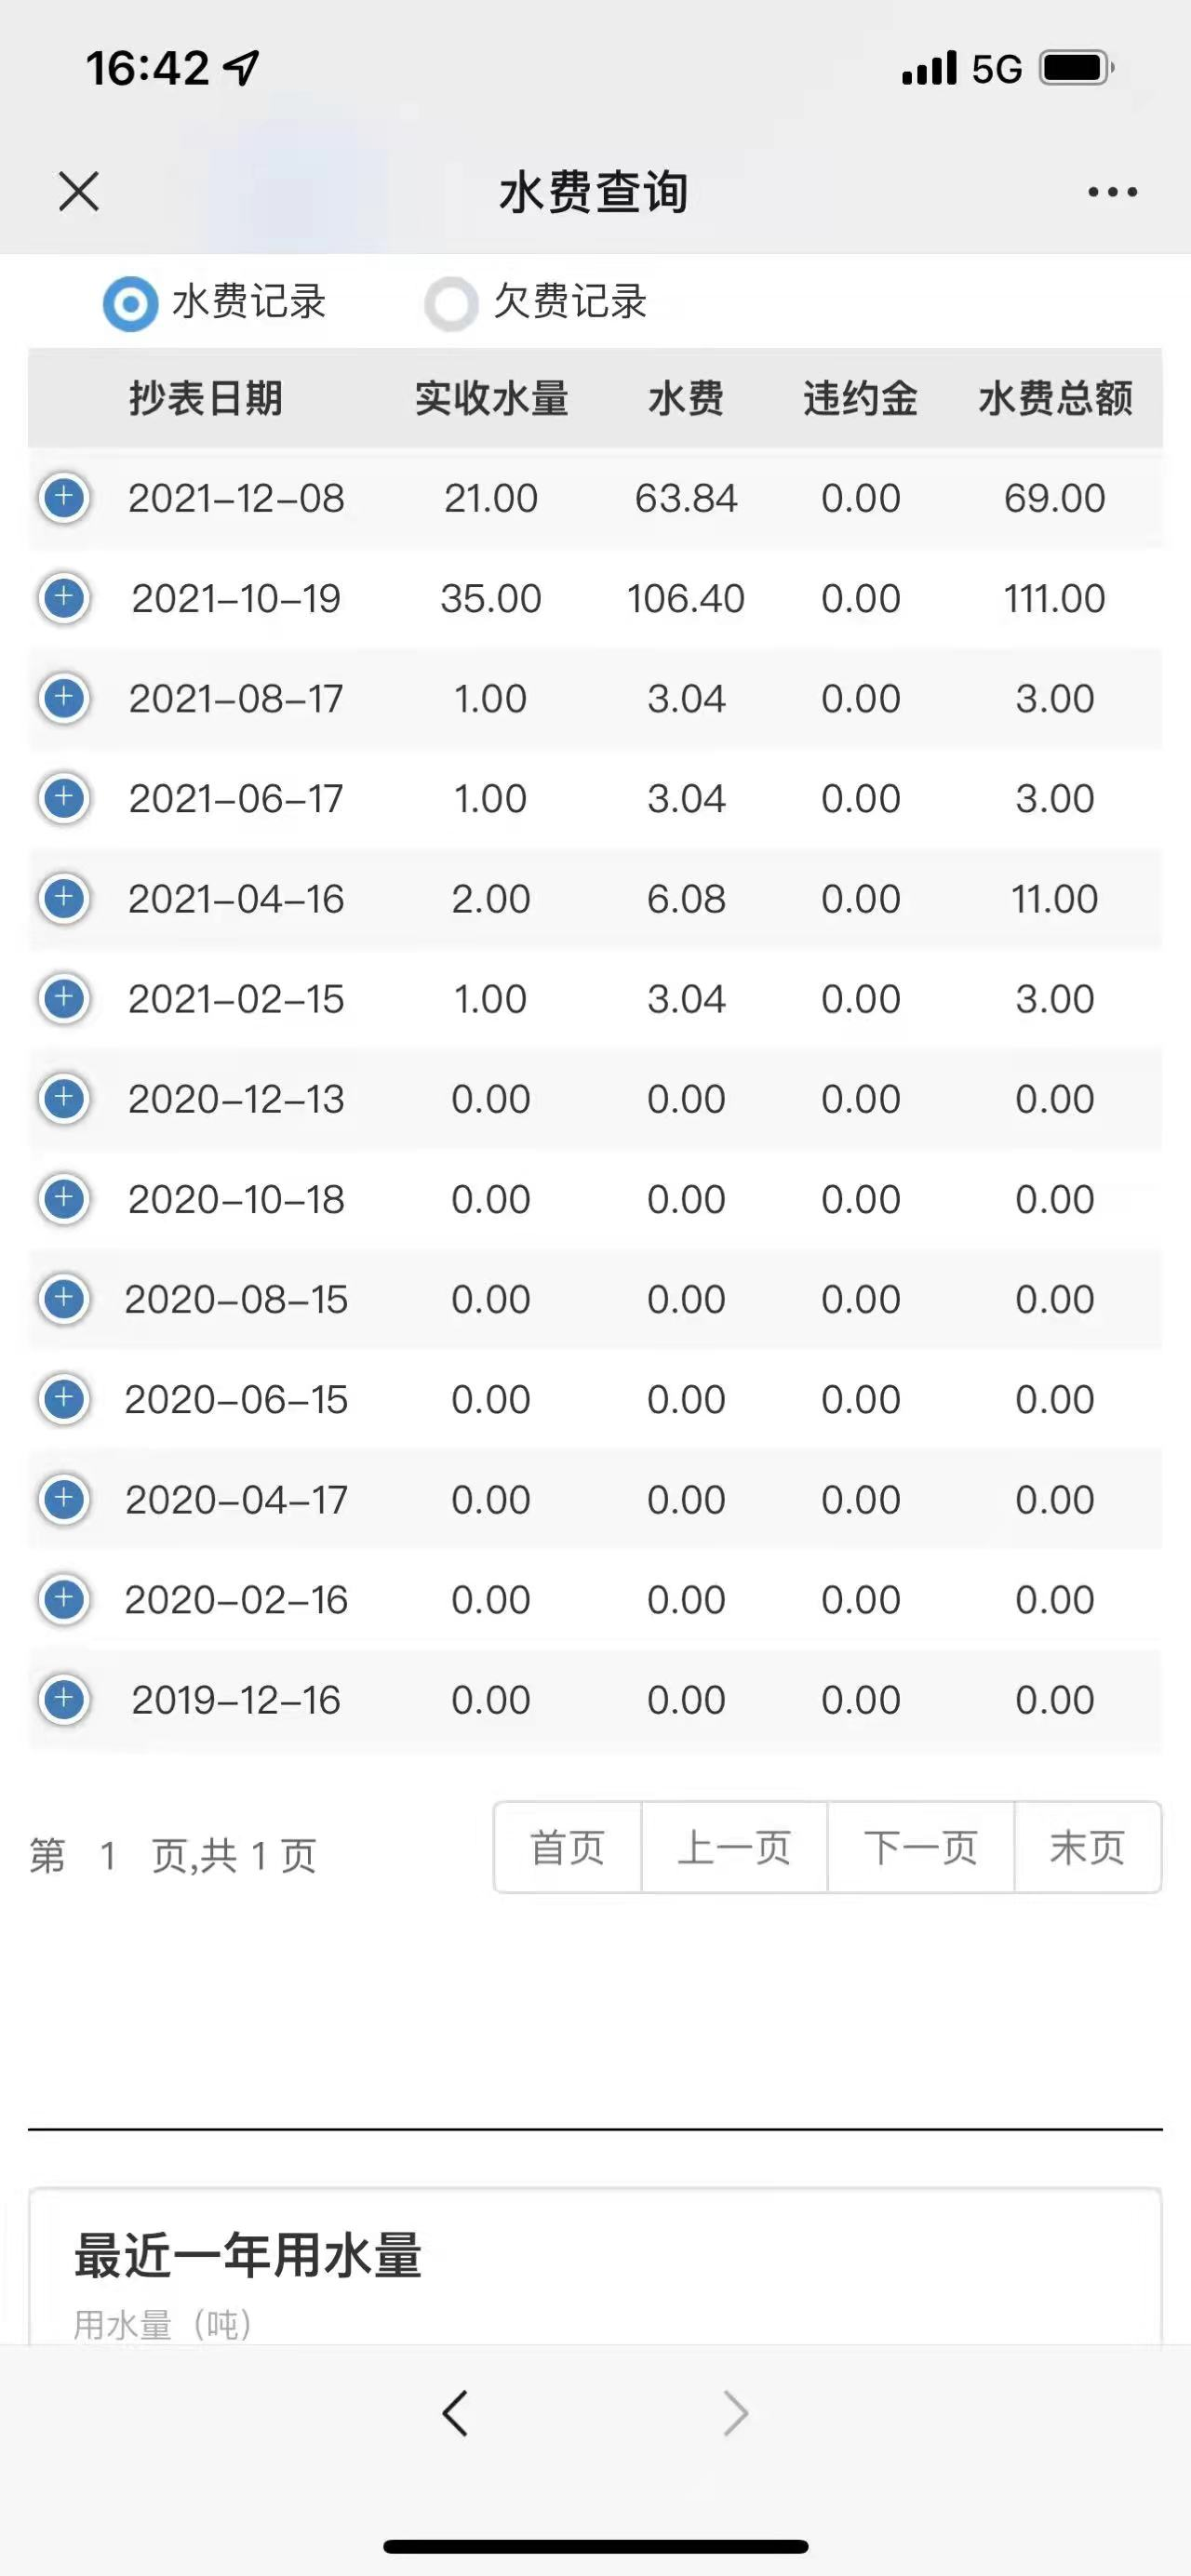 16:42 5G
水费查询
水费记录 欠费记录
抄表日期 实收水量 水费 违约金 水费总额
2021-12-08 21.00 63.84 0.00 69.00
2021-10-19 35.00 106.40 0.00 111.00
2021-08-17 1.00 3.04 0.00 3.00
2021-06-17 1.00 3.04 0.00 3.00
2021-04-16 2.00 6.08 0.00 11.00
2021-02-15 1.00 3.04 0.00 3.00
2020-12-13 0.00 0.00 0.00 0.00
2020-10-18 0.00 0.00 0.00 0.00
2020-08-15 0.00 0.00 0.00 0.00
2020-06-15 0.00 0.00 0.00 0.00
2020-04-17 0.00 0.00 0.00 0.00
2020-02-16 0.00 0.00 0.00 0.00
2019-12-16 0.00 0.00 0.00 0.00
第 1 页,共 1 页 首页 上一页 下一页 末页
最近一年用水量
用水量（吨）